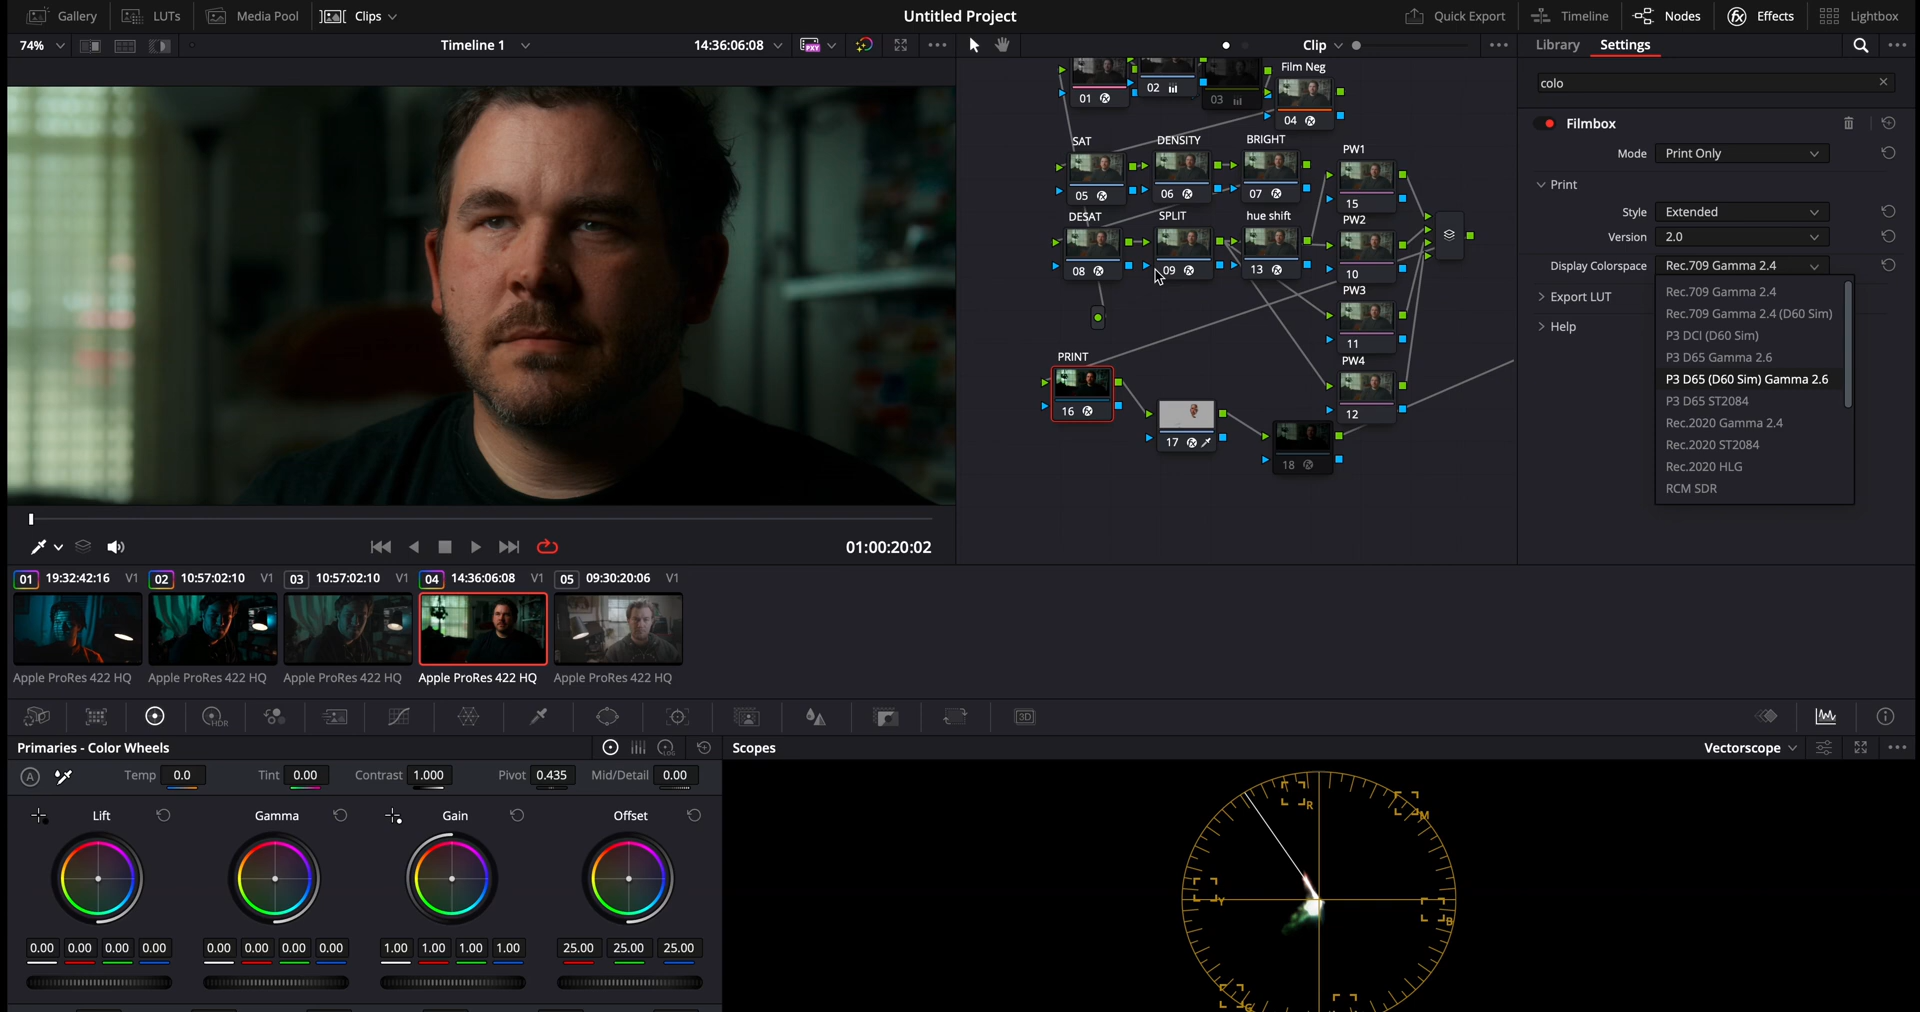 Gallery LUTs Media Pool Clips Untitled Project Quick Export Timeline Nodes Effects Lightbox
74% Timeline 1 14:36:06:08 PXY Clip Library Settings
colo
Filmbox
Mode Print Only
Print
Style Extended
Version 2.0
Display Colorspace Rec.709 Gamma 2.4
Export LUT
Help
Rec.709 Gamma 2.4
Rec.709 Gamma 2.4 (D60 Sim)
P3 DCI (D60 Sim)
P3 D65 Gamma 2.6
P3 D65 (D60 Sim) Gamma 2.6
P3 D65 ST2084
Rec.2020 Gamma 2.4
Rec.2020 ST2084
Rec.2020 HLG
RCM SDR
Film Neg
01 02 03 04
SAT DENSITY BRIGHT PW1
05 06 07 15
DESAT SPLIT hue shift PW2
08 09 13 10
PW3
11
PRINT PW4
16 17 18 12
01:00:20:02
01 19:32:42:16 V1 02 10:57:02:10 V1 03 10:57:02:10 V1 04 14:36:06:08 V1 05 09:30:20:06 V1
Apple ProRes 422 HQ Apple ProRes 422 HQ Apple ProRes 422 HQ Apple ProRes 422 HQ Apple ProRes 422 HQ
HDR 3D
Primaries - Color Wheels LOG Scopes Vectorscope
A Temp 0.0 Tint 0.00 Contrast 1.000 Pivot 0.435 Mid/Detail 0.00
Lift Gamma Gain Offset
0.00 0.00 0.00 0.00 0.00 0.00 0.00 0.00 1.00 1.00 1.00 1.00 25.00 25.00 25.00
R M
Y B
G